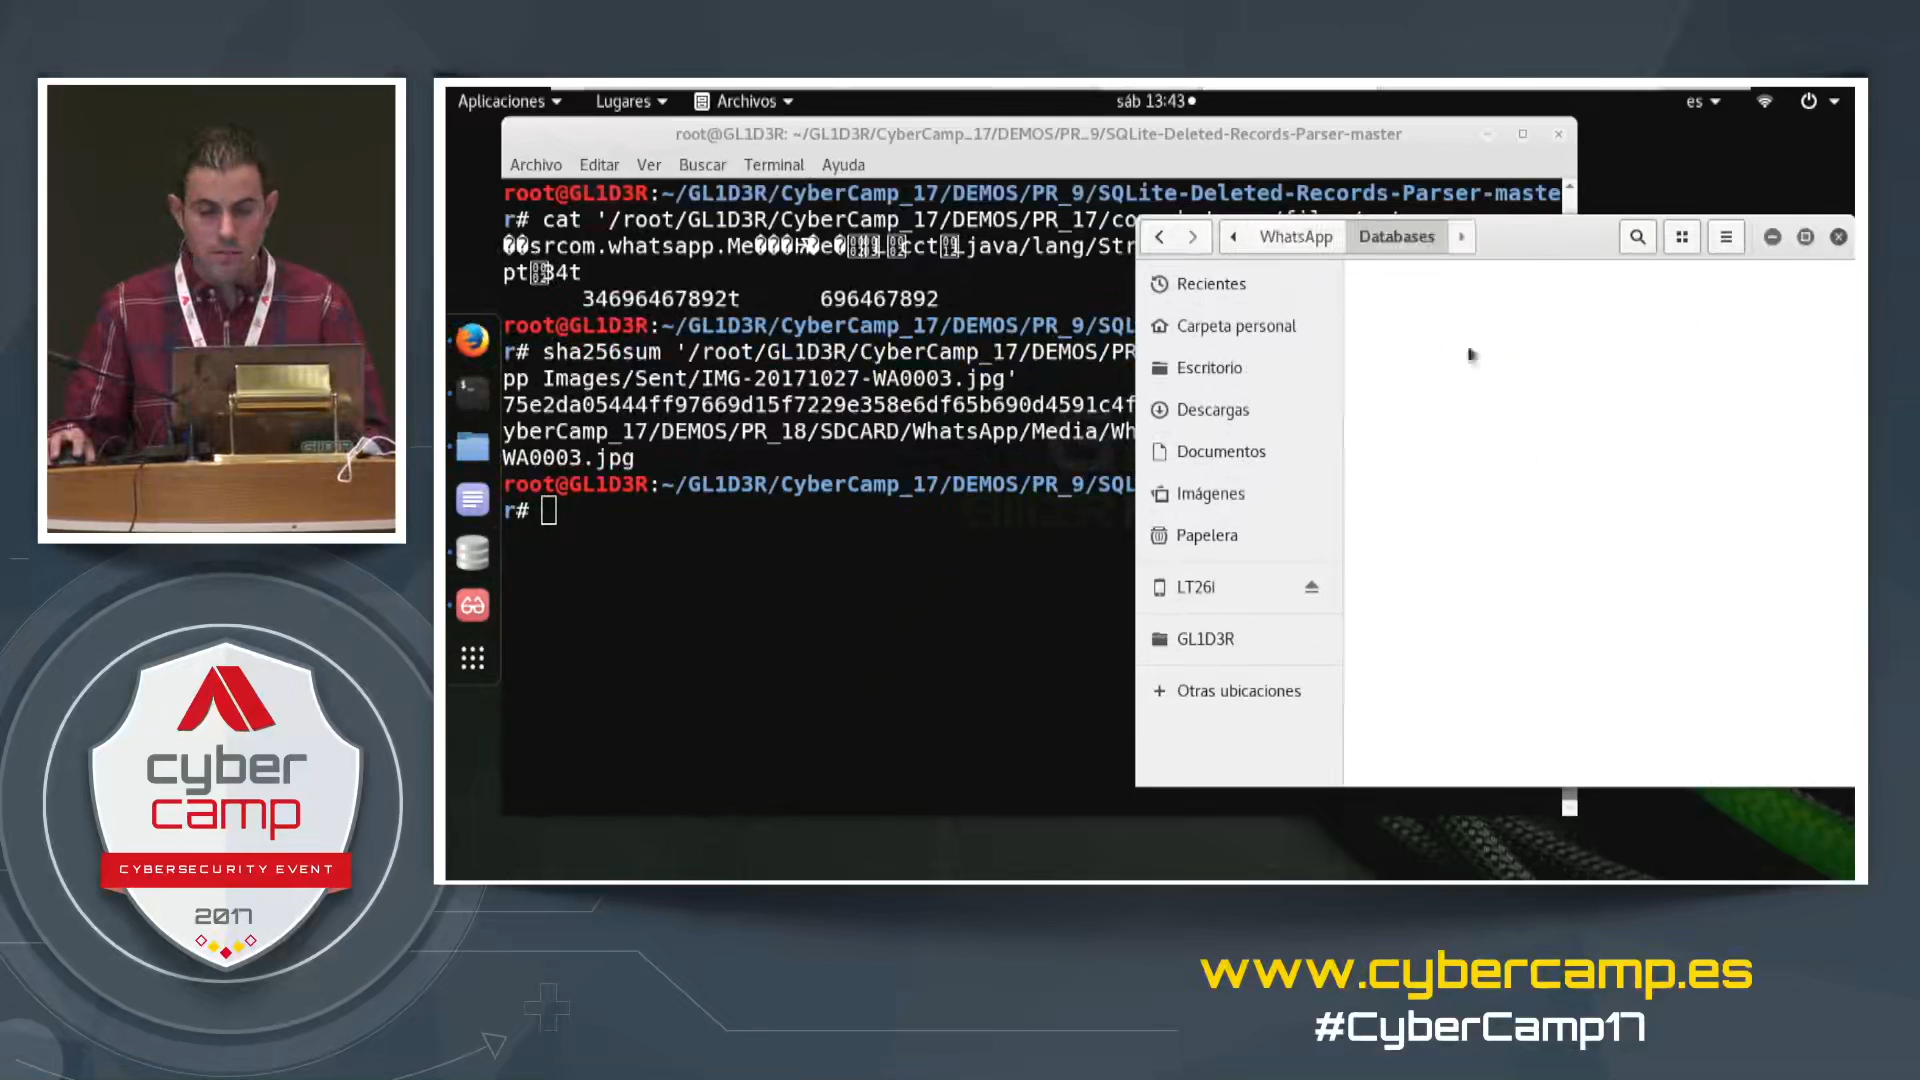 Aplicaciones Lugares Archivos sáb 13:43 es
root@GL1D3R: ~/GL1D3R/CyberCamp_17/DEMOS/PR_9/SQLite-Deleted-Records-Parser-master
Archivo Editar Ver Buscar Terminal Ayuda
root@GL1D3R:~/GL1D3R/CyberCamp_17/DEMOS/PR_9/SQLite-Deleted-Records-Parser-maste
r# cat '/root/GL1D3R/CyberCamp_17/DEMOS/PR_17/
srcom.whatsapp.Me java/lang/Str
34t
34696467892t 696467892
root@GL1D3R:~/GL1D3R/CyberCamp_17/DEMOS/PR_9/SQL
r# sha256sum '/root/GL1D3R/CyberCamp_17/DEMOS/PR
pp Images/Sent/IMG-20171027-WA0003.jpg'
75e2da05444ff97669d15f7229e358e6df65b690d4591c4f
yberCamp_17/DEMOS/PR_18/SDCARD/WhatsApp/Media/Wh
WA0003.jpg
root@GL1D3R:~/GL1D3R/CyberCamp_17/DEMOS/PR_9/SQL
r#
WhatsApp Databases
Recientes
Carpeta personal
Escritorio
Descargas
Documentos
Imágenes
Papelera
LT26i
GL1D3R
+ Otras ubicaciones
cyber
camp
CYBERSECURITY EVENT
2017
www.cybercamp.es
#CyberCamp17